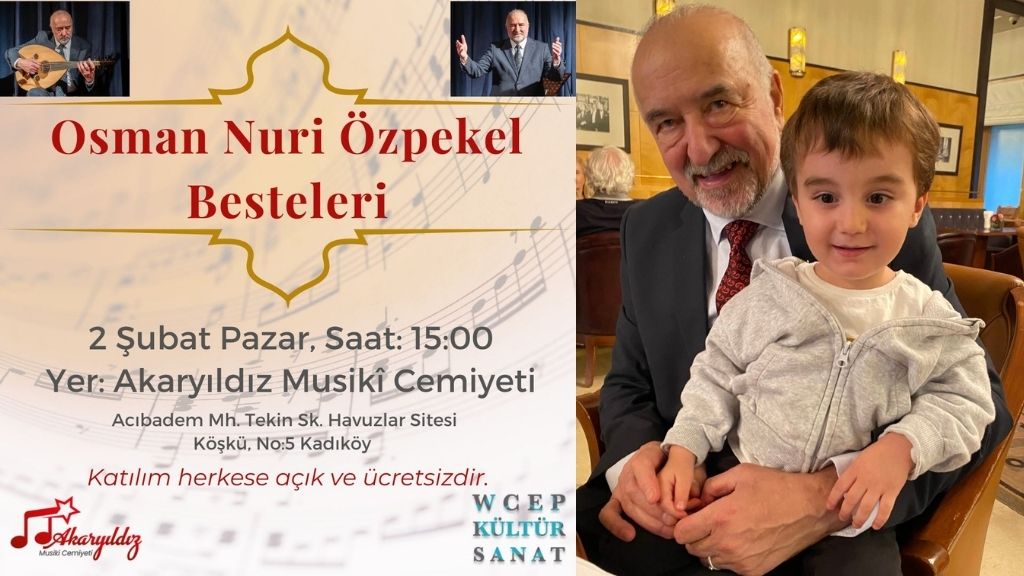 Osman Nuri Özpekel
Besteleri
2 Şubat Pazar, Saat: 15:00
Yer: Akaryıldız Musikî Cemiyeti
Acıbadem Mh. Tekin Sk. Havuzlar Sitesi
Köşkü, No:5 Kadıköy
Katılım herkese açık ve ücretsizdir.
Akaryıldız
Musiki Cemiyeti
WCEP
KÜLTÜR
SANAT